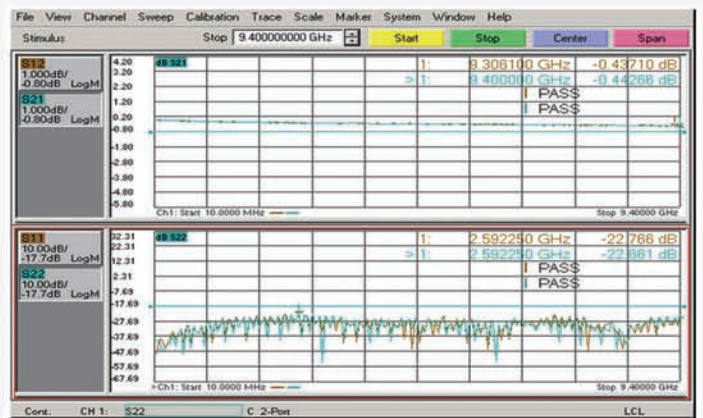 File View Channel Sweep Calibration Trace Scale Marker System Window Help
Stimulus Stop 9.400000000 GHz Start Stop Center Span
S12
1.000dB/
-0.80dB LogM
S21
1.000dB/
-0.80dB LogM
4.20
3.20
2.20
1.20
0.20
-0.80
-1.80
-2.80
-3.80
-4.80
-5.80
dB S21
1: 9.306100 GHz -0.43710 dB
> 1: 9.400000 GHz -0.44266 dB
PASS
PASS
Ch1: Start 10.0000 MHz
Stop 9.40000 GHz
S11
10.00dB/
-17.7dB LogM
S22
10.00dB/
-17.7dB LogM
32.31
22.31
12.31
2.31
-7.69
-17.69
-27.69
-37.69
-47.69
-57.69
-67.69
dB S22
1: 2.592250 GHz -22.766 dB
> 1: 2.592250 GHz -22.661 dB
PASS
PASS
>Ch1: Start 10.0000 MHz
Stop 9.40000 GHz
Cont. CH 1: S22 C 2-Port LCL